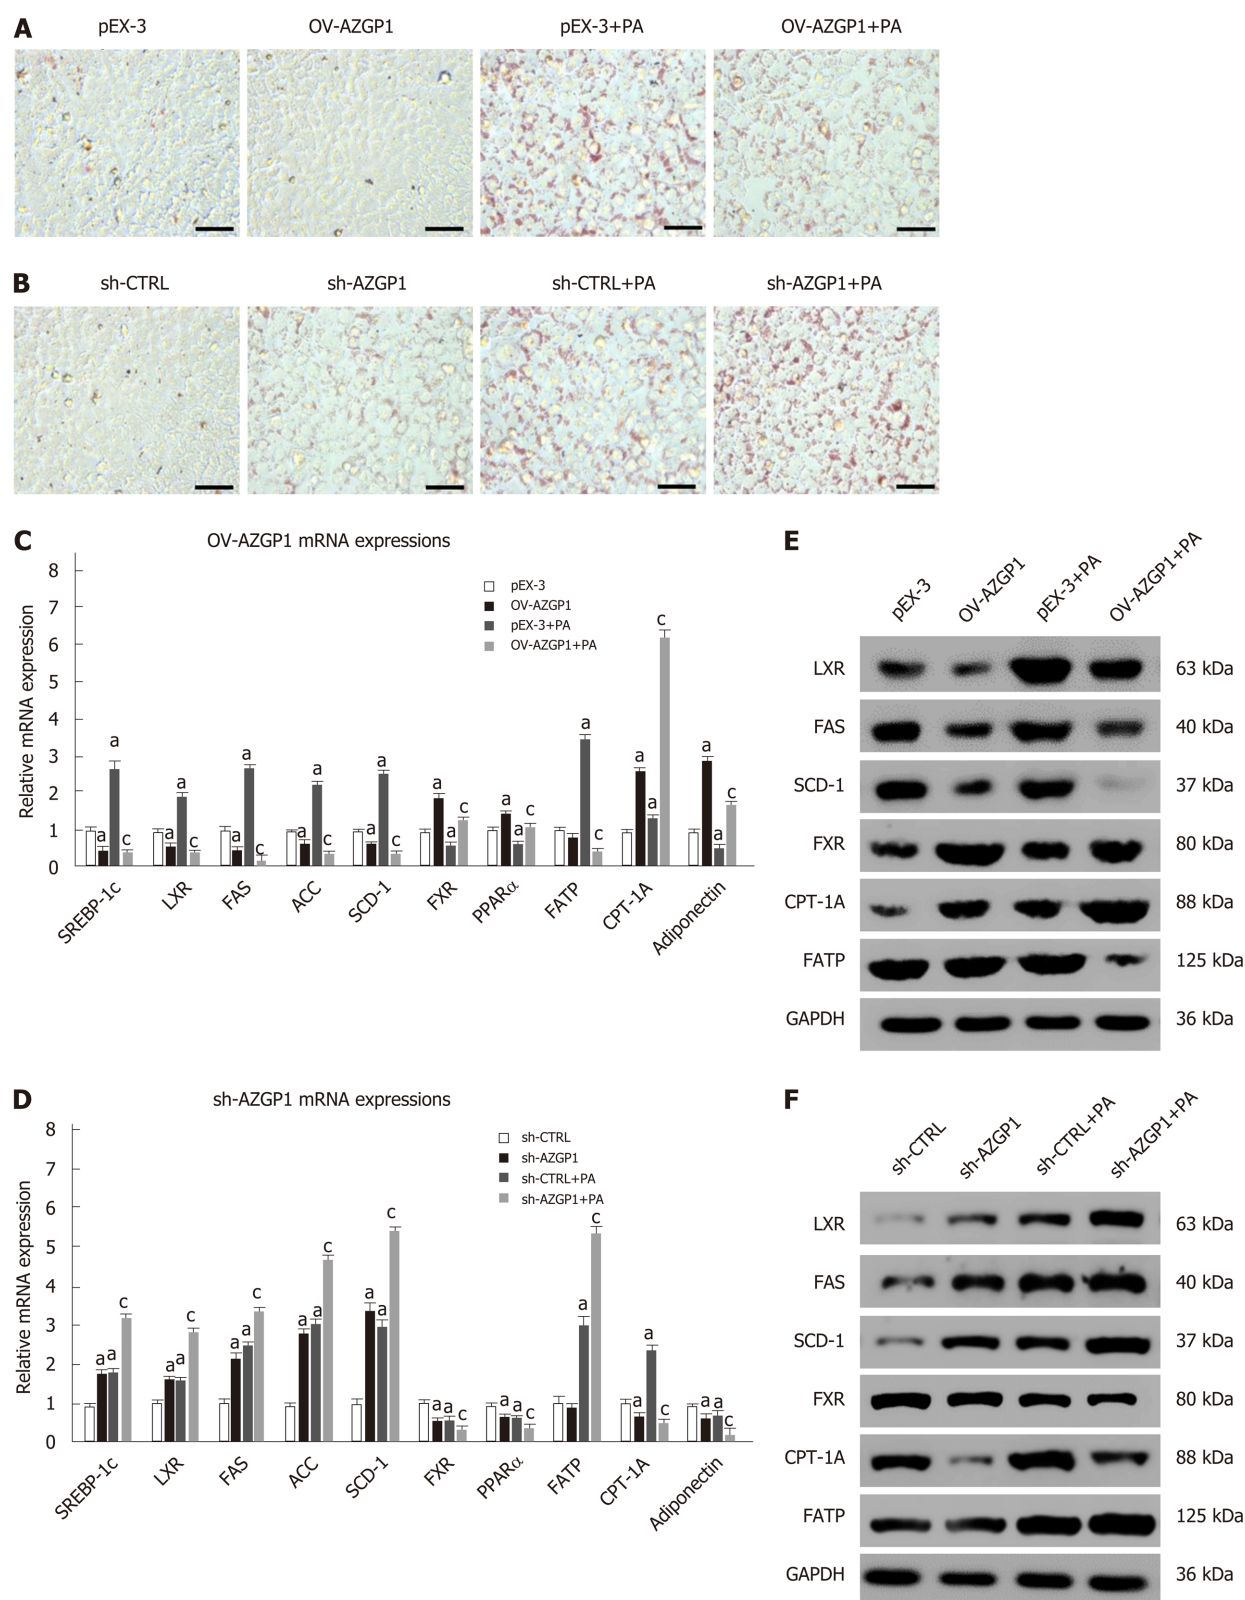 A
pEX-3 OV-AZGP1 pEX-3+PA OV-AZGP1+PA
B
sh-CTRL sh-AZGP1 sh-CTRL+PA sh-AZGP1+PA
C
OV-AZGP1 mRNA expressions
Relative mRNA expression
8
7
6
5
4
3
2
1
0
pEX-3
OV-AZGP1
pEX-3+PA
OV-AZGP1+PA
a a c
a a c
a a c
a a c
a a c
a a c
a a c
a c
a a c
a a c
SREBP-1c LXR FAS ACC SCD-1 FXR PPARα FATP CPT-1A Adiponectin
E
pEX-3 OV-AZGP1 pEX-3+PA OV-AZGP1+PA
LXR 63 kDa
FAS 40 kDa
SCD-1 37 kDa
FXR 80 kDa
CPT-1A 88 kDa
FATP 125 kDa
GAPDH 36 kDa
D
sh-AZGP1 mRNA expressions
Relative mRNA expression
8
7
6
5
4
3
2
1
0
sh-CTRL
sh-AZGP1
sh-CTRL+PA
sh-AZGP1+PA
a a c
a a c
a a c
a a c
a a c
a a c
a a c
a c
a a c
a a c
SREBP-1c LXR FAS ACC SCD-1 FXR PPARα FATP CPT-1A Adiponectin
F
sh-CTRL sh-AZGP1 sh-CTRL+PA sh-AZGP1+PA
LXR 63 kDa
FAS 40 kDa
SCD-1 37 kDa
FXR 80 kDa
CPT-1A 88 kDa
FATP 125 kDa
GAPDH 36 kDa